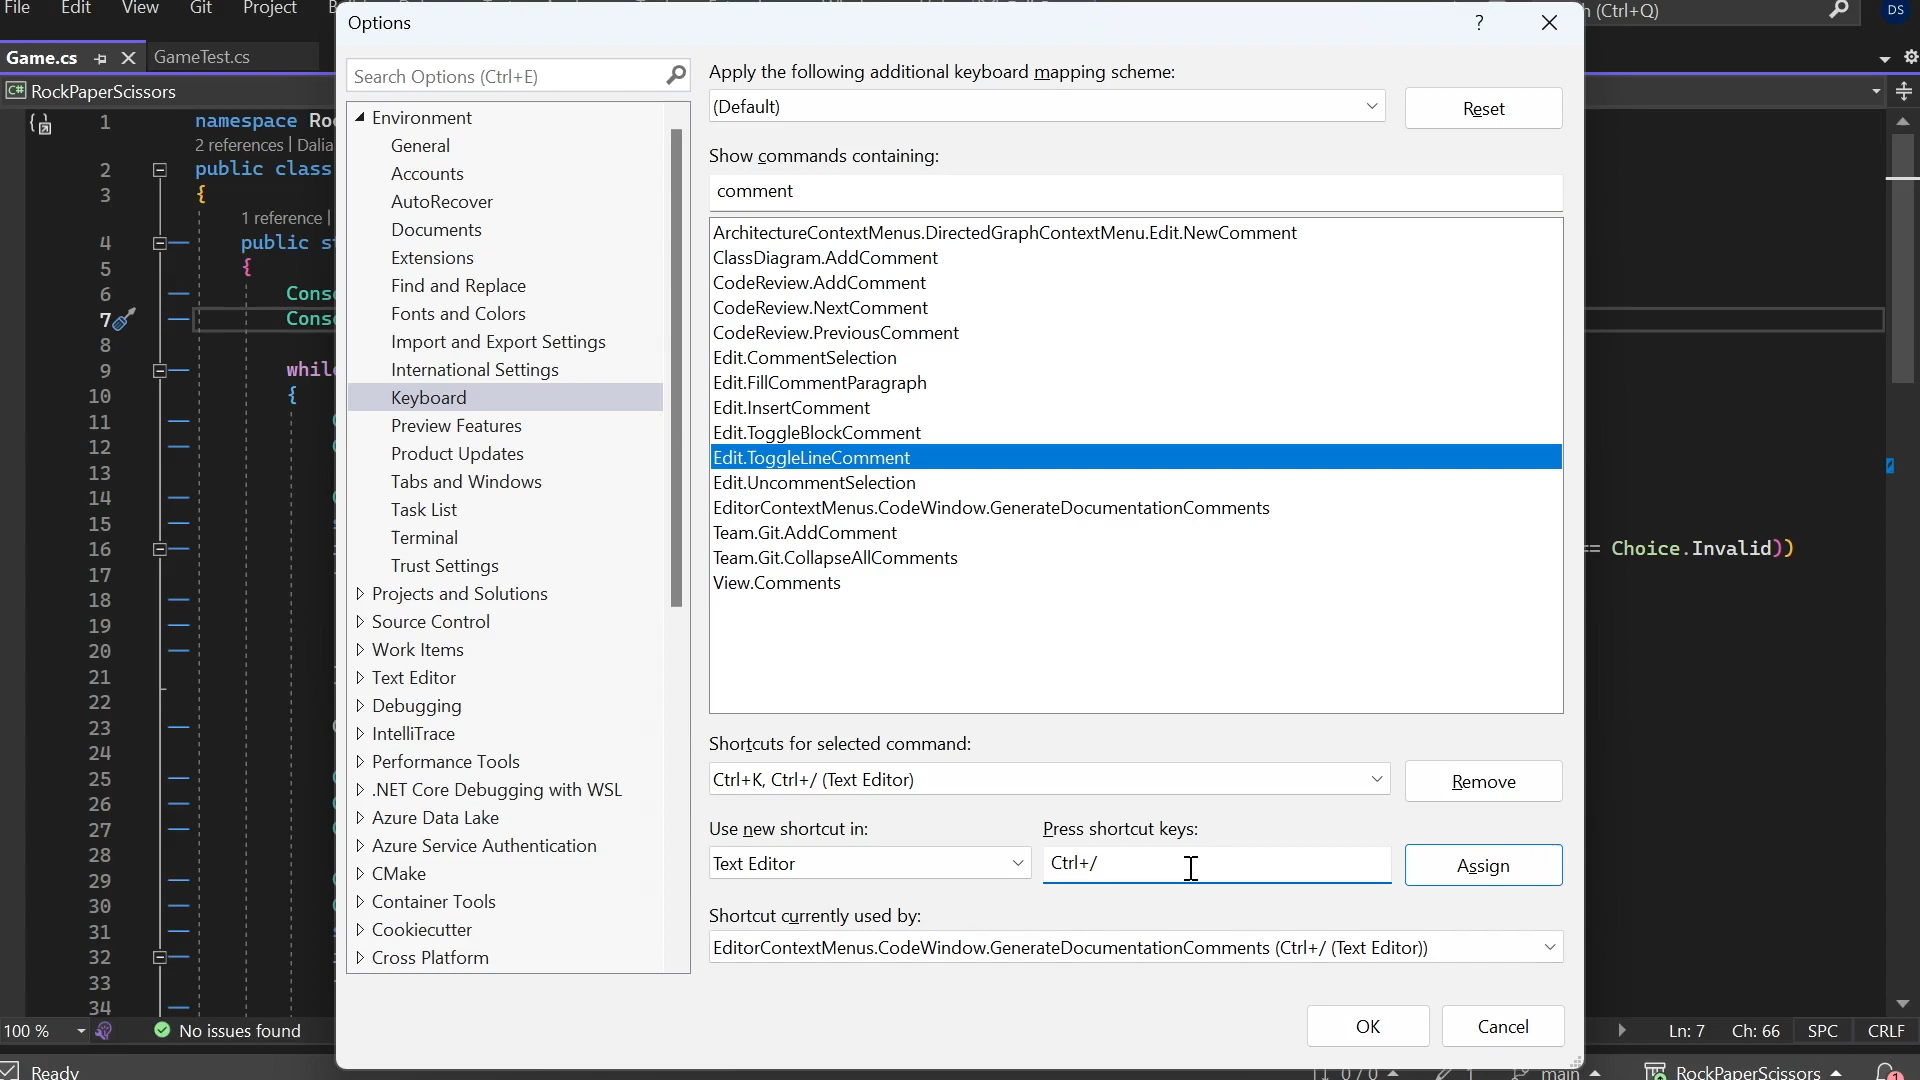 File Edit View Git Project
(Ctrl+Q)
DS
Game.cs
GameTest.cs
RockPaperScissors
1 namespace Ro
2 references | Dalia
2 public class
3 {
1 reference |
4 public
5 {
6 Cons
7 Cons
8
9 whil
10 {
11
12
13
14
15
16 == Choice.Invalid))
17
18
19
20
21
22
23
24
25
26
27
28
29
30
31
32
33
34
100 %
No issues found
Ln: 7 Ch: 66 SPC CRLF
Ready
0 / 0
1
main
RockPaperScissors
1
Options
?
Search Options (Ctrl+E)
Environment
General
Accounts
AutoRecover
Documents
Extensions
Find and Replace
Fonts and Colors
Import and Export Settings
International Settings
Keyboard
Preview Features
Product Updates
Tabs and Windows
Task List
Terminal
Trust Settings
Projects and Solutions
Source Control
Work Items
Text Editor
Debugging
IntelliTrace
Performance Tools
.NET Core Debugging with WSL
Azure Data Lake
Azure Service Authentication
CMake
Container Tools
Cookiecutter
Cross Platform
Apply the following additional keyboard mapping scheme:
(Default)
Reset
Show commands containing:
comment
ArchitectureContextMenus.DirectedGraphContextMenu.Edit.NewComment
ClassDiagram.AddComment
CodeReview.AddComment
CodeReview.NextComment
CodeReview.PreviousComment
Edit.CommentSelection
Edit.FillCommentParagraph
Edit.InsertComment
Edit.ToggleBlockComment
Edit.ToggleLineComment
Edit.UncommentSelection
EditorContextMenus.CodeWindow.GenerateDocumentationComments
Team.Git.AddComment
Team.Git.CollapseAllComments
View.Comments
Shortcuts for selected command:
Ctrl+K, Ctrl+/ (Text Editor)
Remove
Use new shortcut in:
Press shortcut keys:
Text Editor
Ctrl+/
Assign
Shortcut currently used by:
EditorContextMenus.CodeWindow.GenerateDocumentationComments (Ctrl+/ (Text Editor))
OK
Cancel